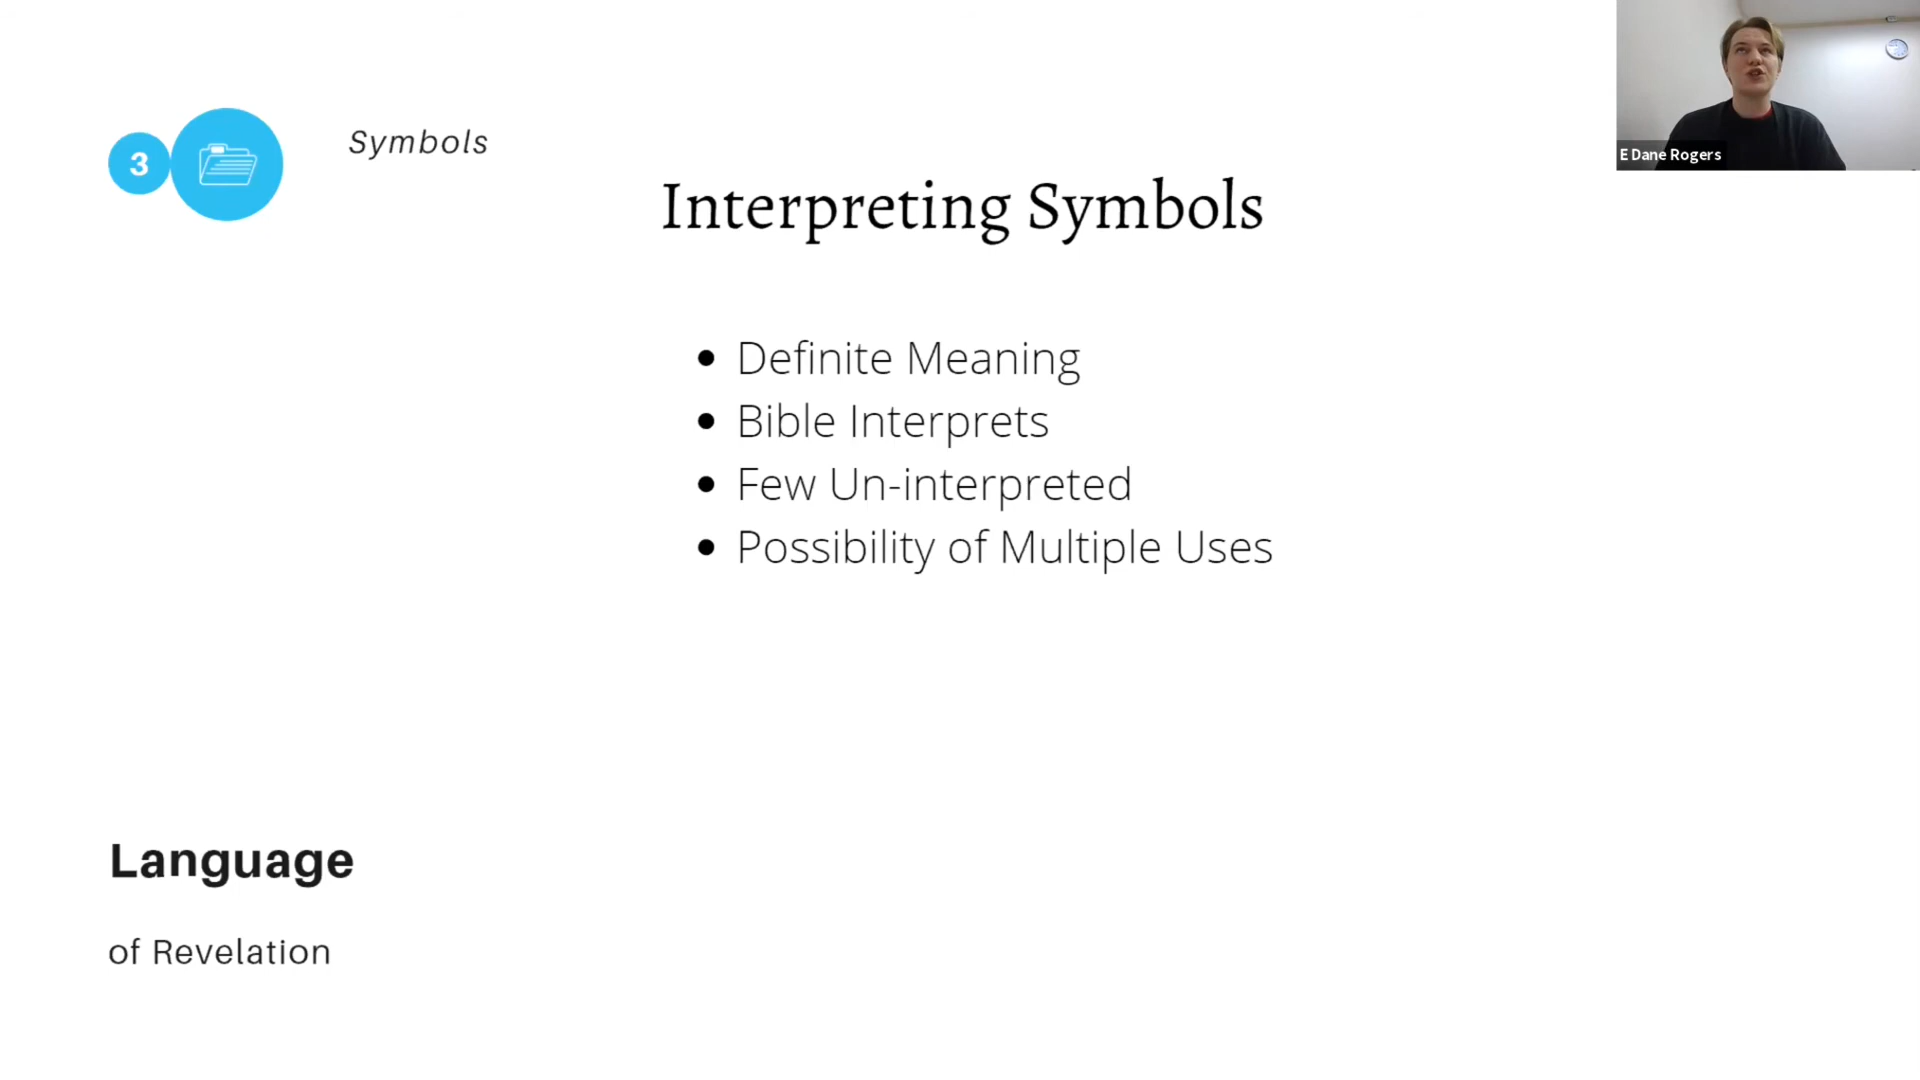 3
Symbols
E Dane Rogers
Interpreting Symbols
Definite Meaning
Bible Interprets
Few Un-interpreted
Possibility of Multiple Uses
Language
of Revelation